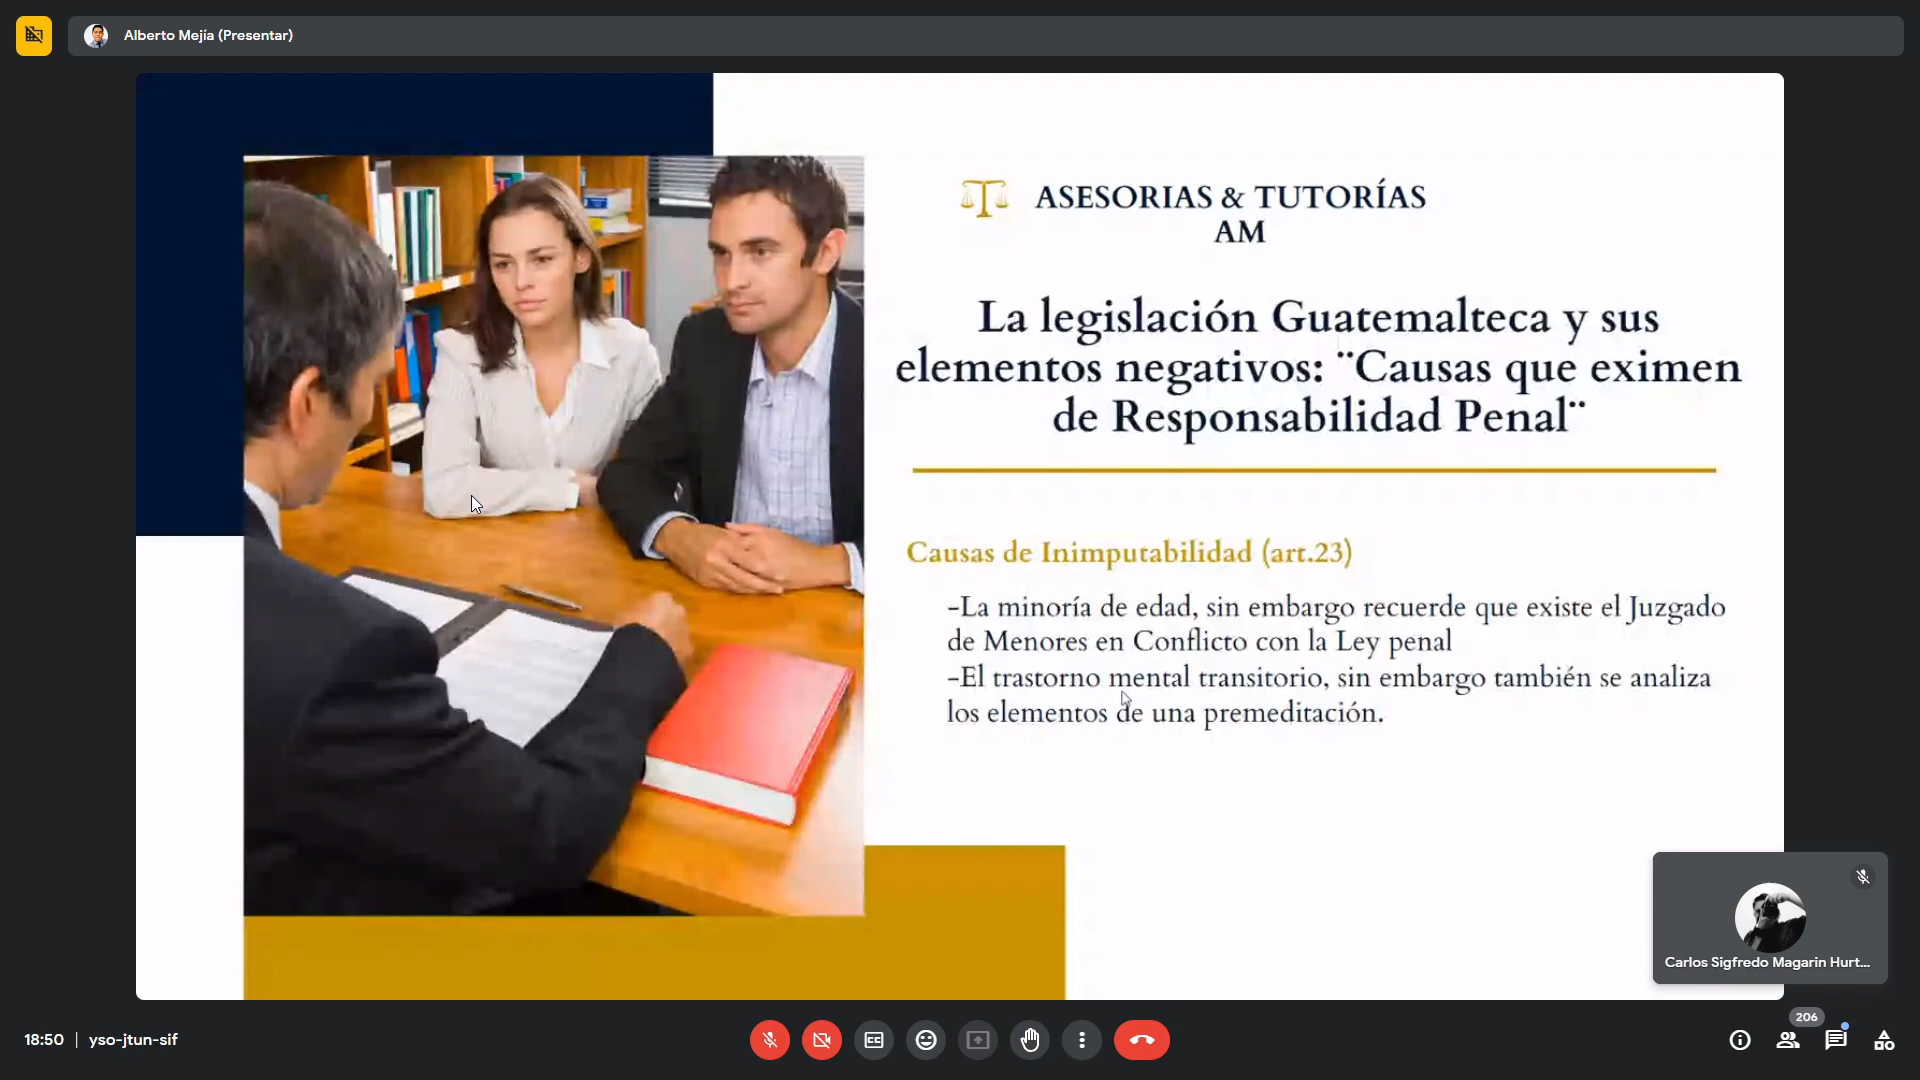 Alberto Mejía (Presentar)
ASESORIAS & TUTORÍAS
AM
La legislación Guatemalteca y sus
elementos negativos: ¨Causas que eximen
de Responsabilidad Penal¨
Causas de Inimputabilidad (art.23)
-La minoría de edad, sin embargo recuerde que existe el Juzgado
de Menores en Conflicto con la Ley penal
-El trastorno mental transitorio, sin embargo también se analiza
los elementos de una premeditación.
Carlos Sigfredo Magarin Hurt...
18:50 | yso-jtun-sif
206